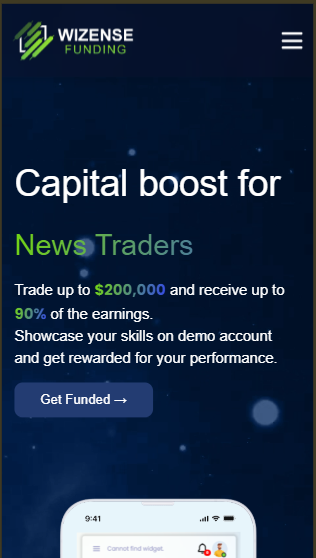 WIZENSE
FUNDING
Capital boost for
News Traders
Trade up to $200,000 and receive up to
90% of the earnings.
Showcase your skills on demo account
and get rewarded for your performance.
Get Funded →
9:41
Cannot find widget.